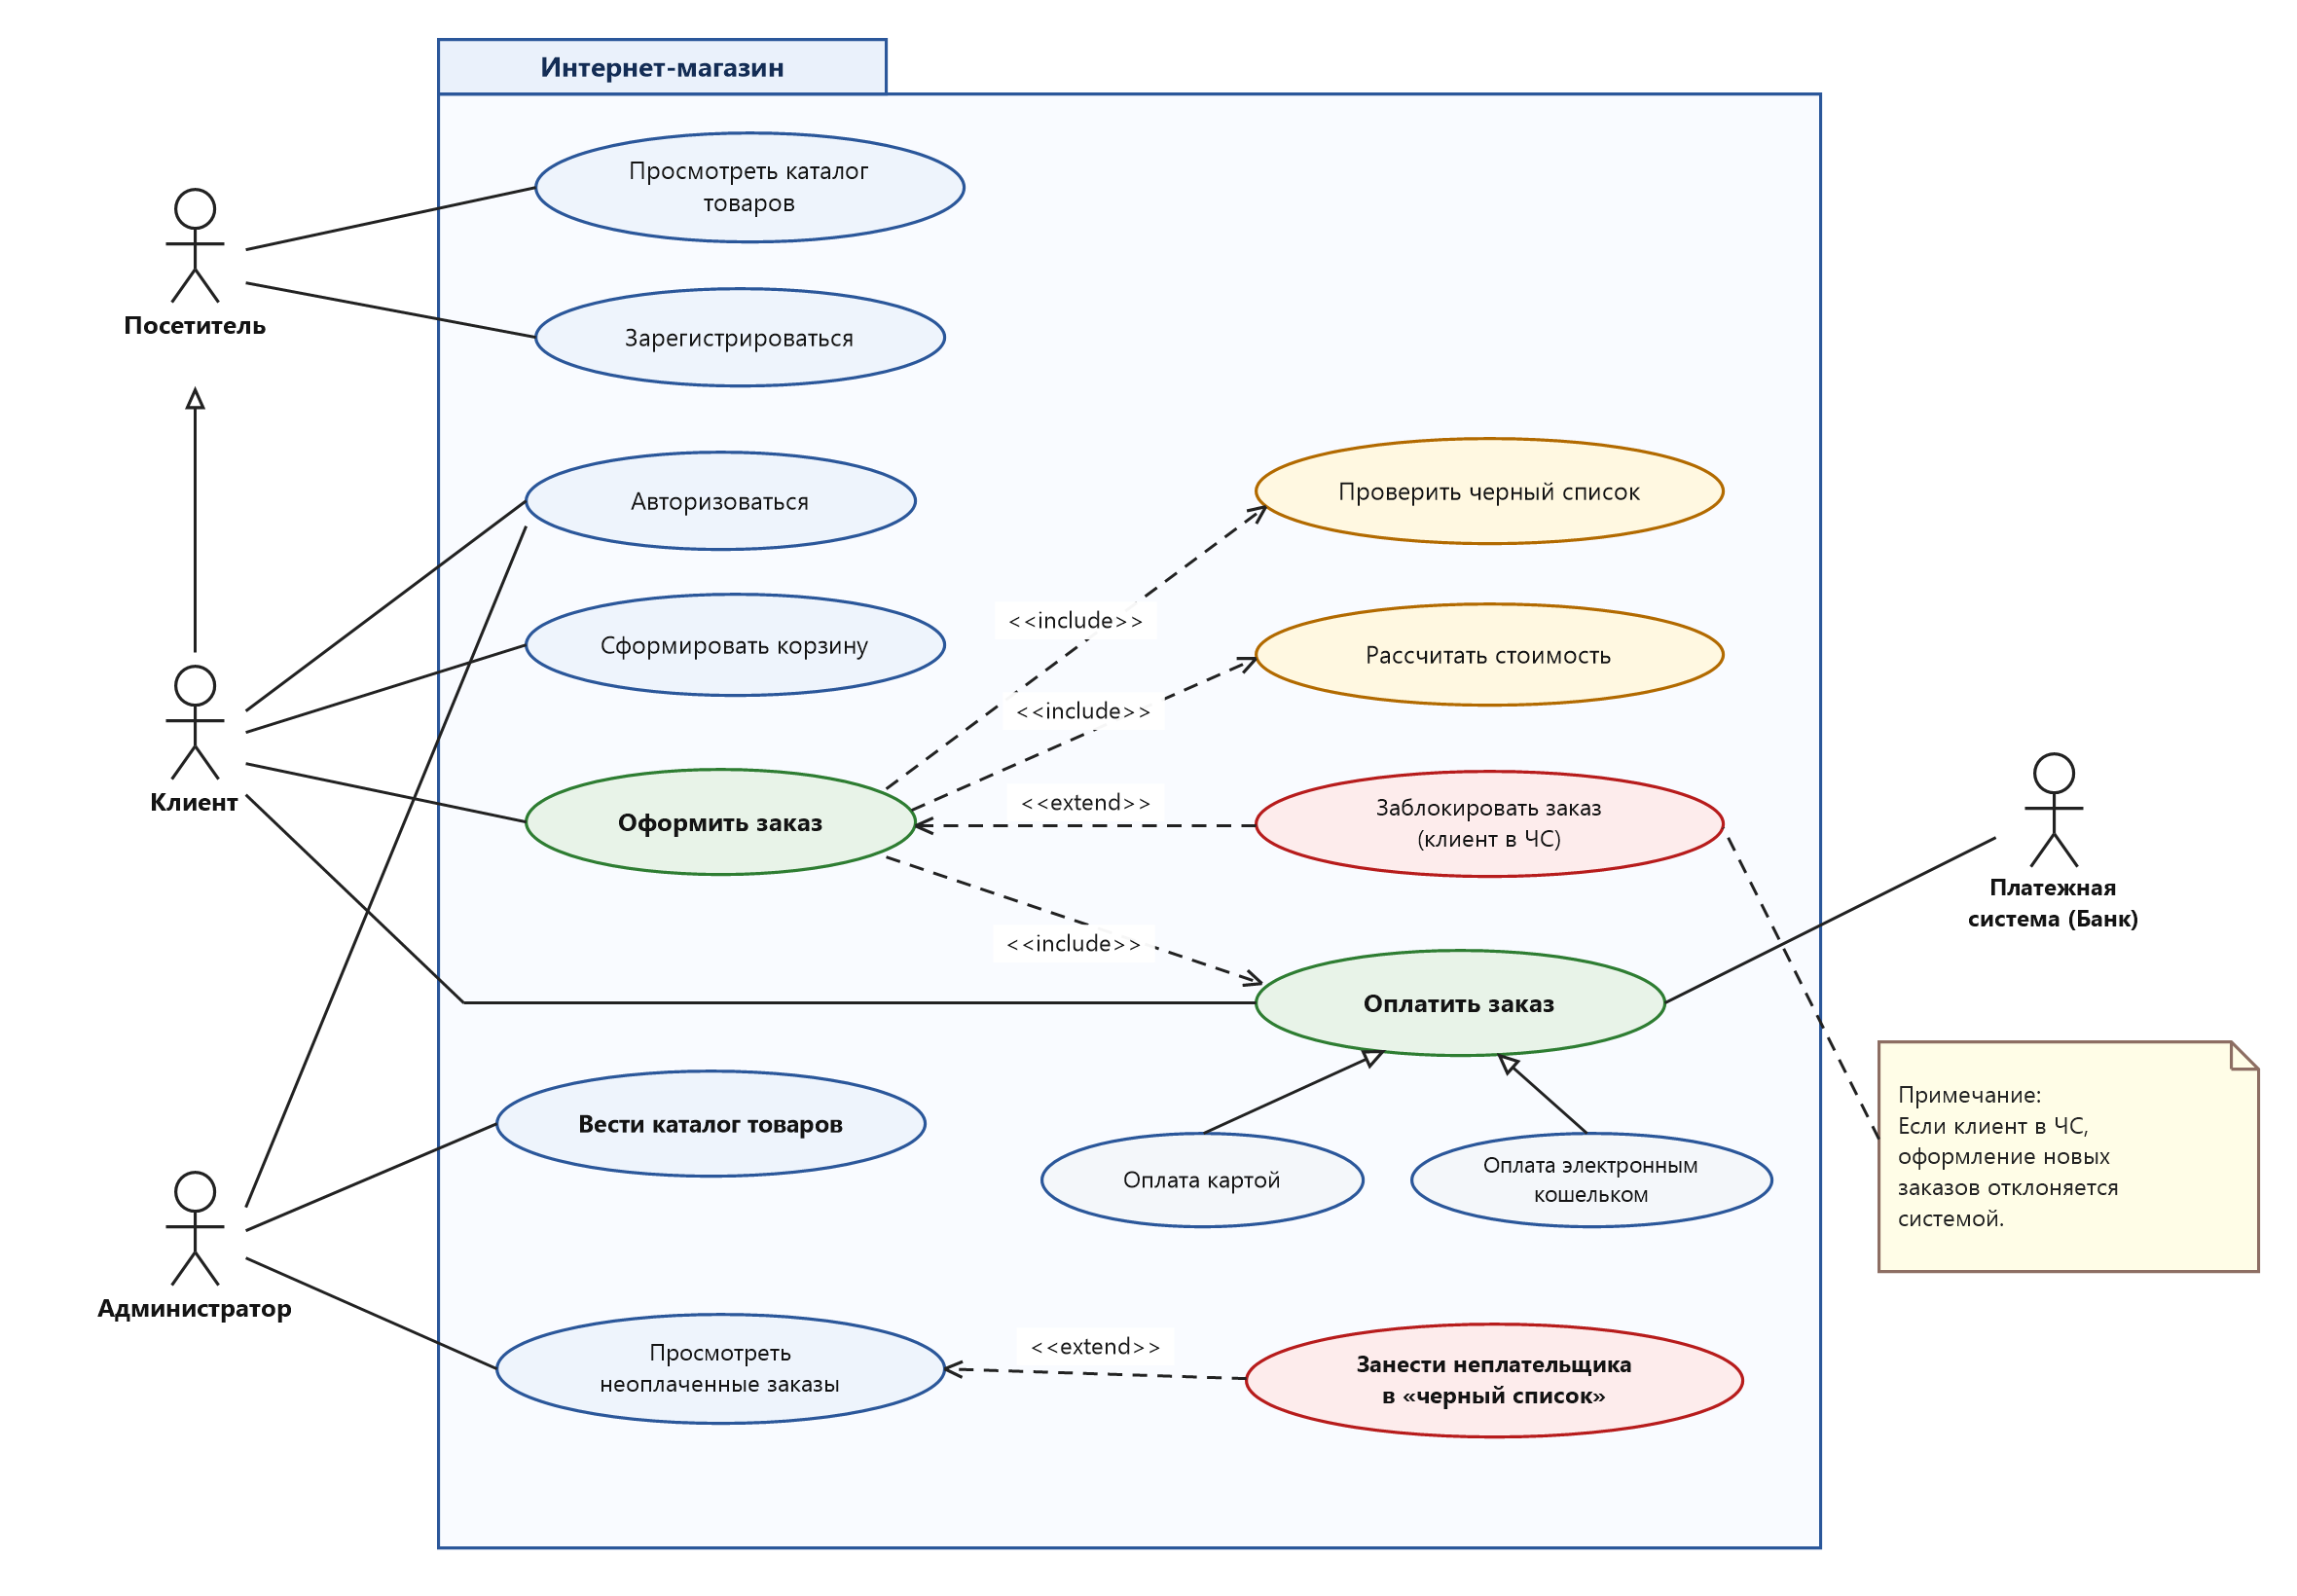 Интернет-магазин
Просмотреть каталог
товаров
Посетитель
Зарегистрироваться
Авторизоваться
Проверить черный список
<<include>>
Сформировать корзину
Рассчитать стоимость
<<include>>
Клиент
Оформить заказ
<<extend>>
Заблокировать заказ
(клиент в ЧС)
Платежная
система (Банк)
<<include>>
Оплатить заказ
Вести каталог товаров
Оплата картой
Оплата электронным
кошельком
Примечание:
Если клиент в ЧС,
оформление новых
заказов отклоняется
системой.
Администратор
Просмотреть
неоплаченные заказы
<<extend>>
Занести неплательщика
в «черный список»